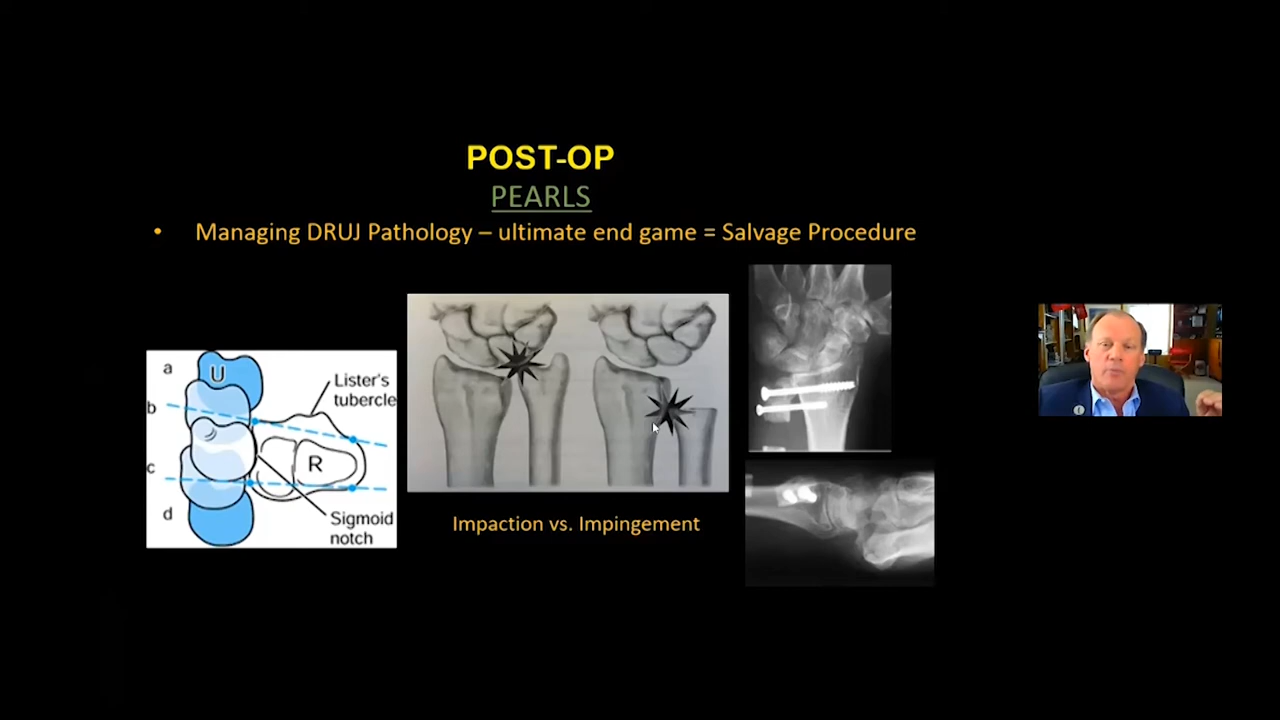 POST-OP
PEARLS
• Managing DRUJ Pathology – ultimate end game = Salvage Procedure
a
U
b
Lister's
tubercle
R
c
Sigmoid
notch
d
Impaction vs. Impingement